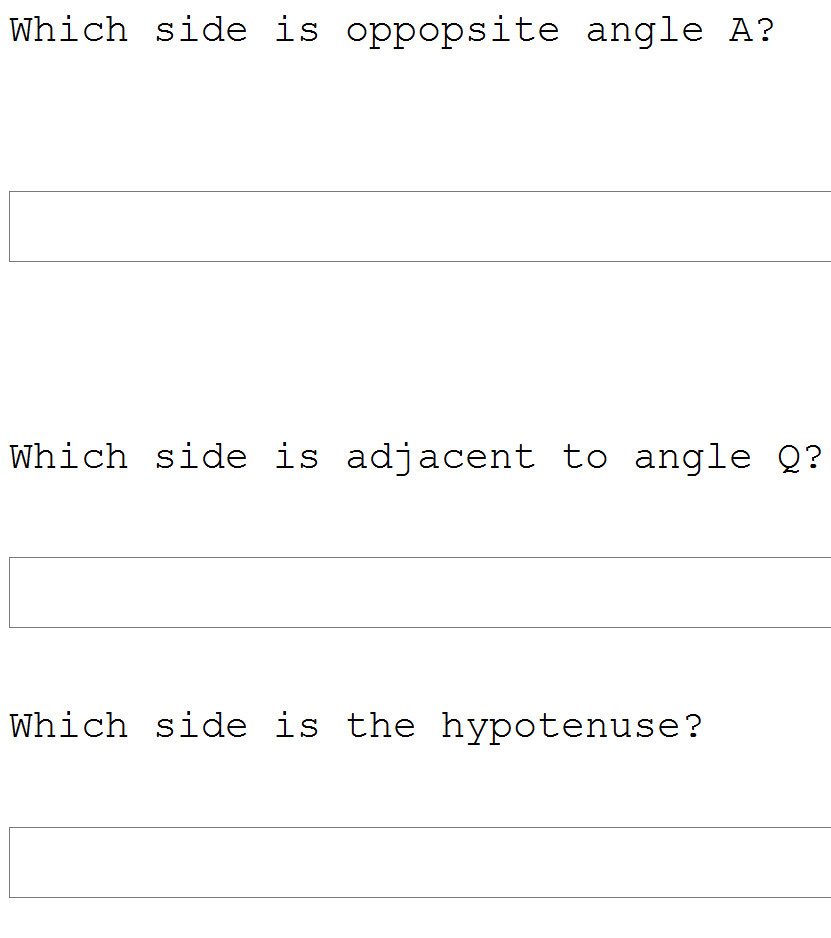 Which side is oppopsite angle A?
Which side is adjacent to angle Q?
Which side is the hypotenuse?